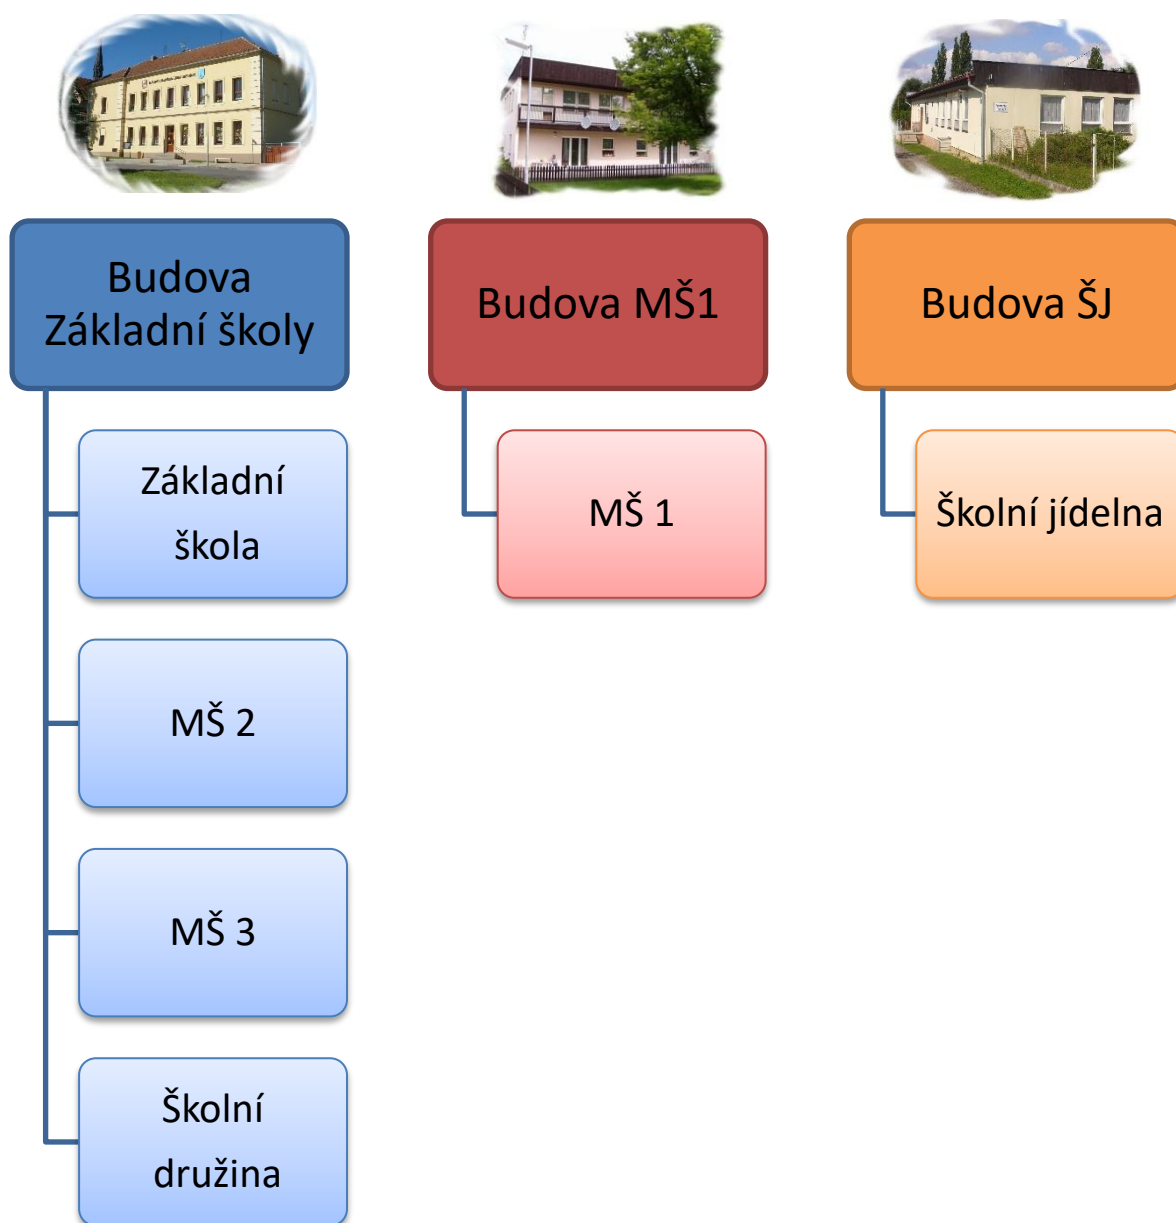 Budova
Základní školy
Budova MŠ1
Budova ŠJ
Základní
škola
MŠ 1
Školní jídelna
MŠ 2
MŠ 3
Školní
družina